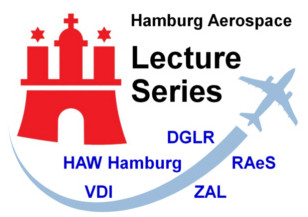 Hamburg Aerospace
Lecture
Series
DGLR
HAW Hamburg RAeS
VDI ZAL